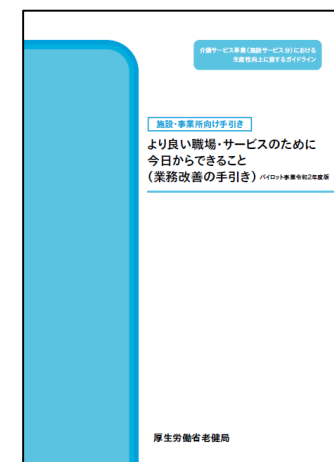 介護サービス事業(施設サービス分)における
生産性向上に資するガイドライン
施設・事業所向け手引き
より良い職場・サービスのために
今日からできること
(業務改善の手引き) パイロット事業令和2年度版
厚生労働省老健局